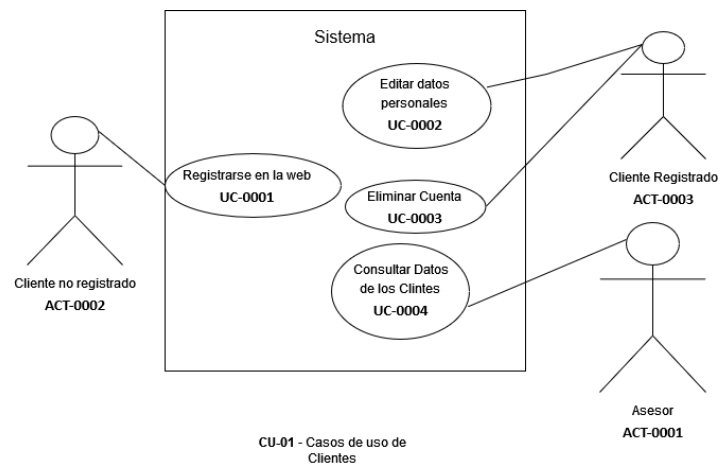 Sistema
Editar datos
personales
UC-0002
Registrarse en la web
UC-0001
Eliminar Cuenta
UC-0003
Consultar Datos
de los Clintes
UC-0004
Cliente no registrado
ACT-0002
Cliente Registrado
ACT-0003
Asesor
ACT-0001
CU-01 - Casos de uso de
Clientes